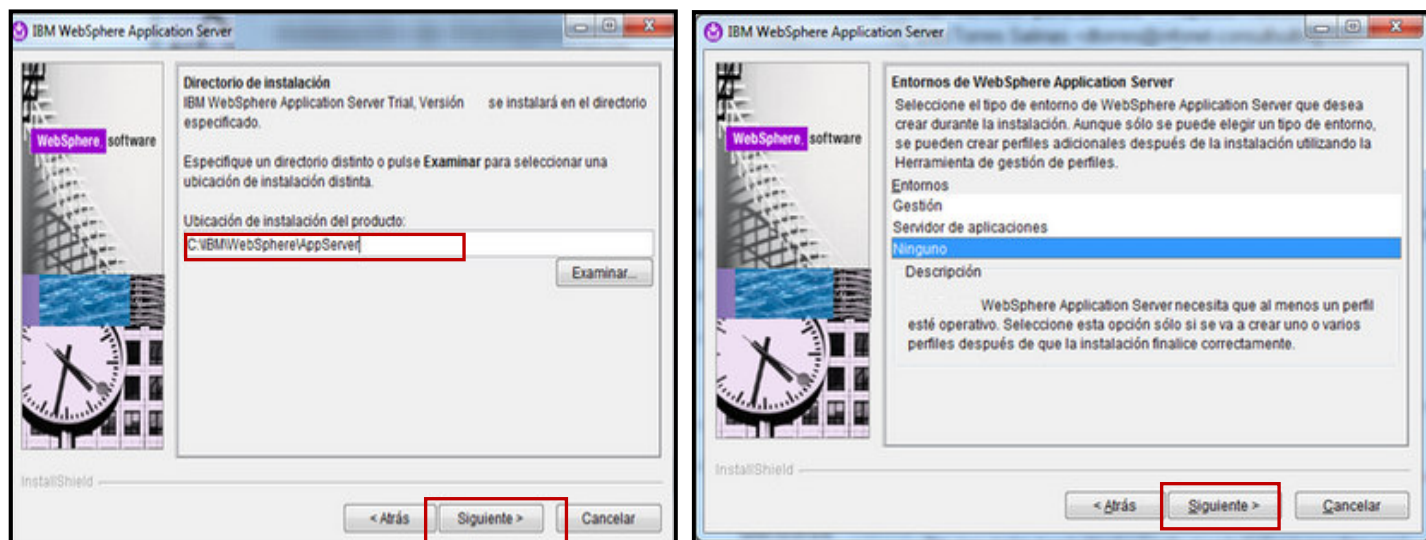 IBM WebSphere Application Server
WebSphere. software
Directorio de instalación
IBM WebSphere Application Server Trial, Versión se instalará en el directorio
especificado.
Especifique un directorio distinto o pulse Examinar para seleccionar una
ubicación de instalación distinta.
Ubicación de instalación del producto:
C:\IBM\WebSphere\AppServer
Examinar...
InstallShield
< Atrás
Siguiente >
Cancelar
IBM WebSphere Application Server
WebSphere. software
Entornos de WebSphere Application Server
Seleccione el tipo de entorno de WebSphere Application Server que desea
crear durante la instalación. Aunque sólo se puede elegir un tipo de entorno,
se pueden crear perfiles adicionales después de la instalación utilizando la
Herramienta de gestión de perfiles.
Entornos
Gestión
Servidor de aplicaciones
Ninguno
Descripción
WebSphere Application Server necesita que al menos un perfil
esté operativo. Seleccione esta opción sólo si se va a crear uno o varios
perfiles después de que la instalación finalice correctamente.
InstallShield
< Atrás
Siguiente >
Cancelar